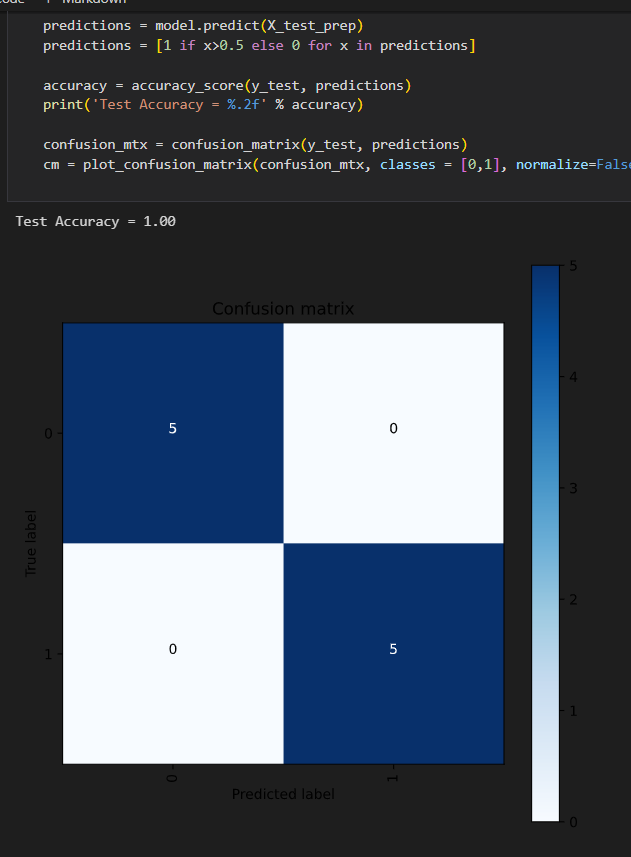 + Markdown
predictions = model.predict(X_test_prep)
predictions = [1 if x>0.5 else 0 for x in predictions]
accuracy = accuracy_score(y_test, predictions)
print('Test Accuracy = %.2f' % accuracy)
confusion_mtx = confusion_matrix(y_test, predictions)
cm = plot_confusion_matrix(confusion_mtx, classes = [0,1], normalize=False
Test Accuracy = 1.00
Confusion matrix
5
4
3
2
1
0
True label
0
1
5
0
0
5
0
1
Predicted label